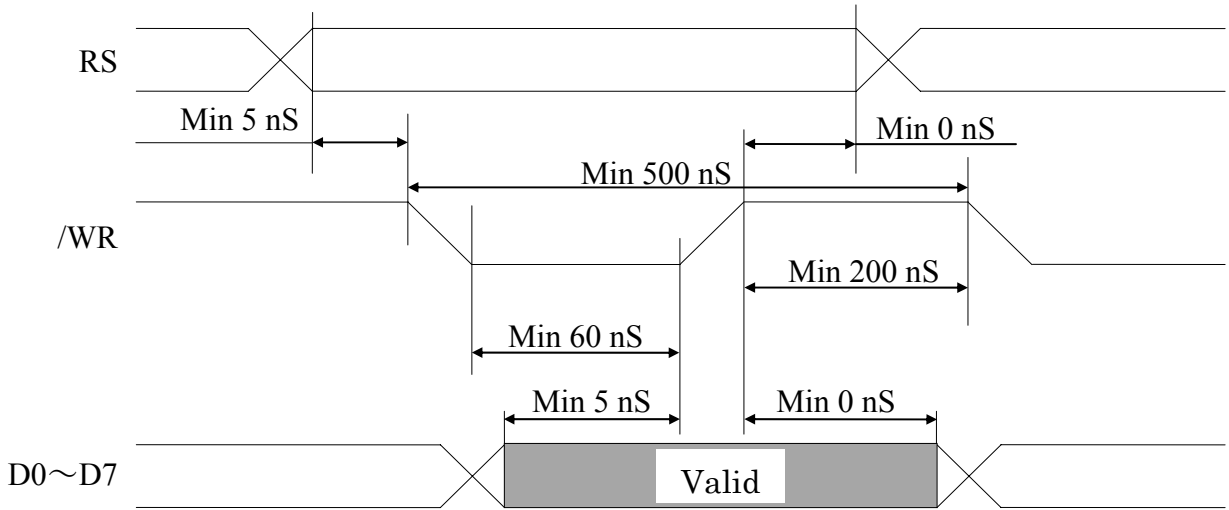 RS
Min 5 nS
Min 0 nS
Min 500 nS
/WR
Min 200 nS
Min 60 nS
Min 5 nS
Min 0 nS
D0～D7
Valid